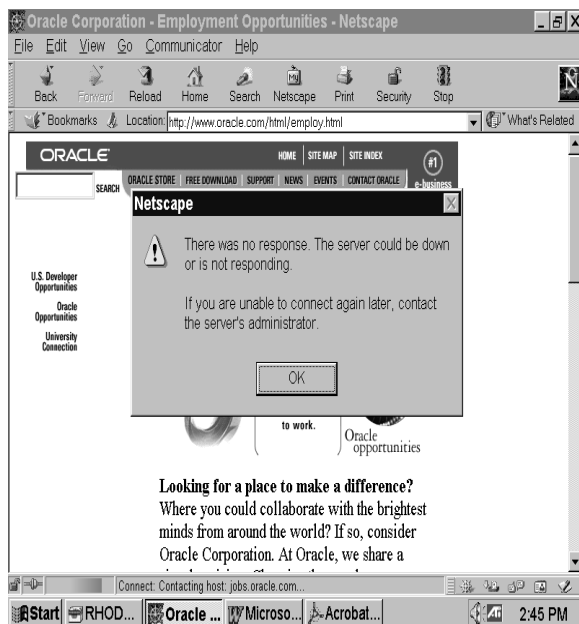 Oracle Corporation - Employment Opportunities - Netscape
File Edit View Go Communicator Help
Back Forward Reload Home Search Netscape Print Security Stop
Bookmarks Location: http://www.oracle.com/html/employ.html What's Related
ORACLE HOME SITE MAP SITE INDEX #1
SEARCH ORACLE STORE FREE DOWNLOAD SUPPORT NEWS EVENTS CONTACT ORACLE e-business
Netscape
There was no response. The server could be down
or is not responding.
If you are unable to connect again later, contact
the server's administrator.
OK
U.S. Developer
Opportunities
Oracle
Opportunities
University
Connection
to work.
Oracle
opportunities
Looking for a place to make a difference?
Where you could collaborate with the brightest
minds from around the world? If so, consider
Oracle Corporation. At Oracle, we share a
Connect: Contacting host: jobs.oracle.com...
Start RHOD... Oracle ... Microso... Acrobat... 2:45 PM